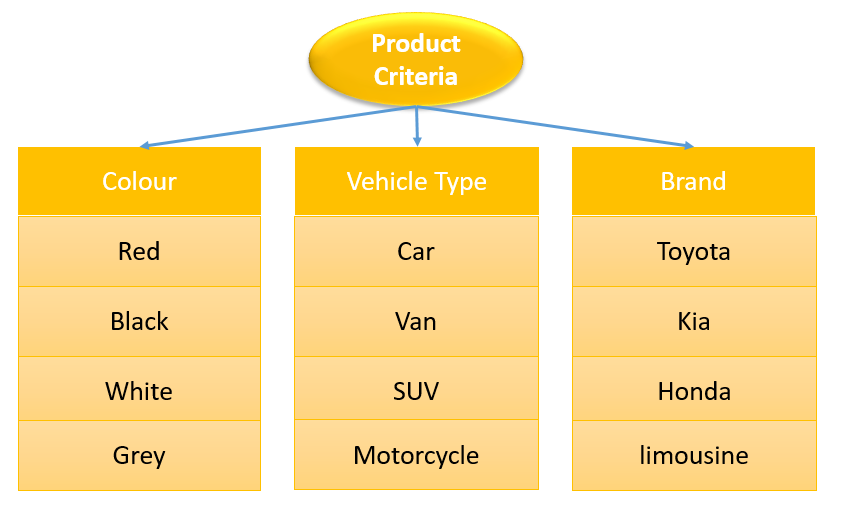 Product
Criteria
Colour
Vehicle Type
Brand
Red
Car
Toyota
Black
Van
Kia
White
SUV
Honda
Grey
Motorcycle
limousine